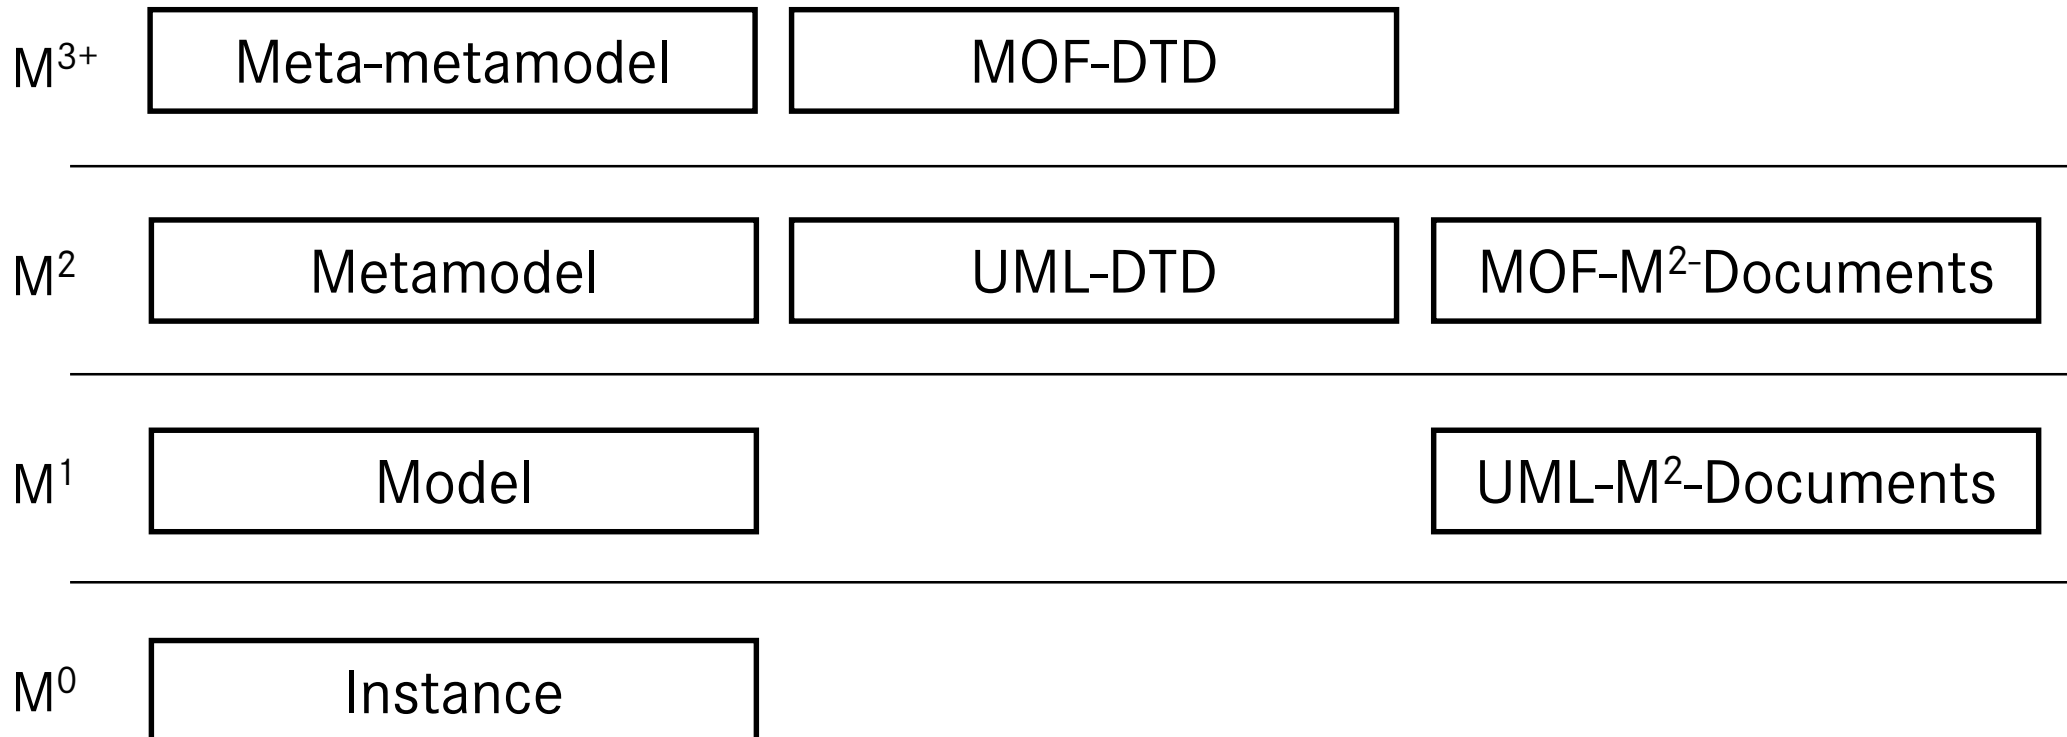 M³⁺ Meta-metamodel MOF-DTD
M² Metamodel UML-DTD MOF-M²⁻Documents
M¹ Model UML-M²-Documents
M⁰ Instance